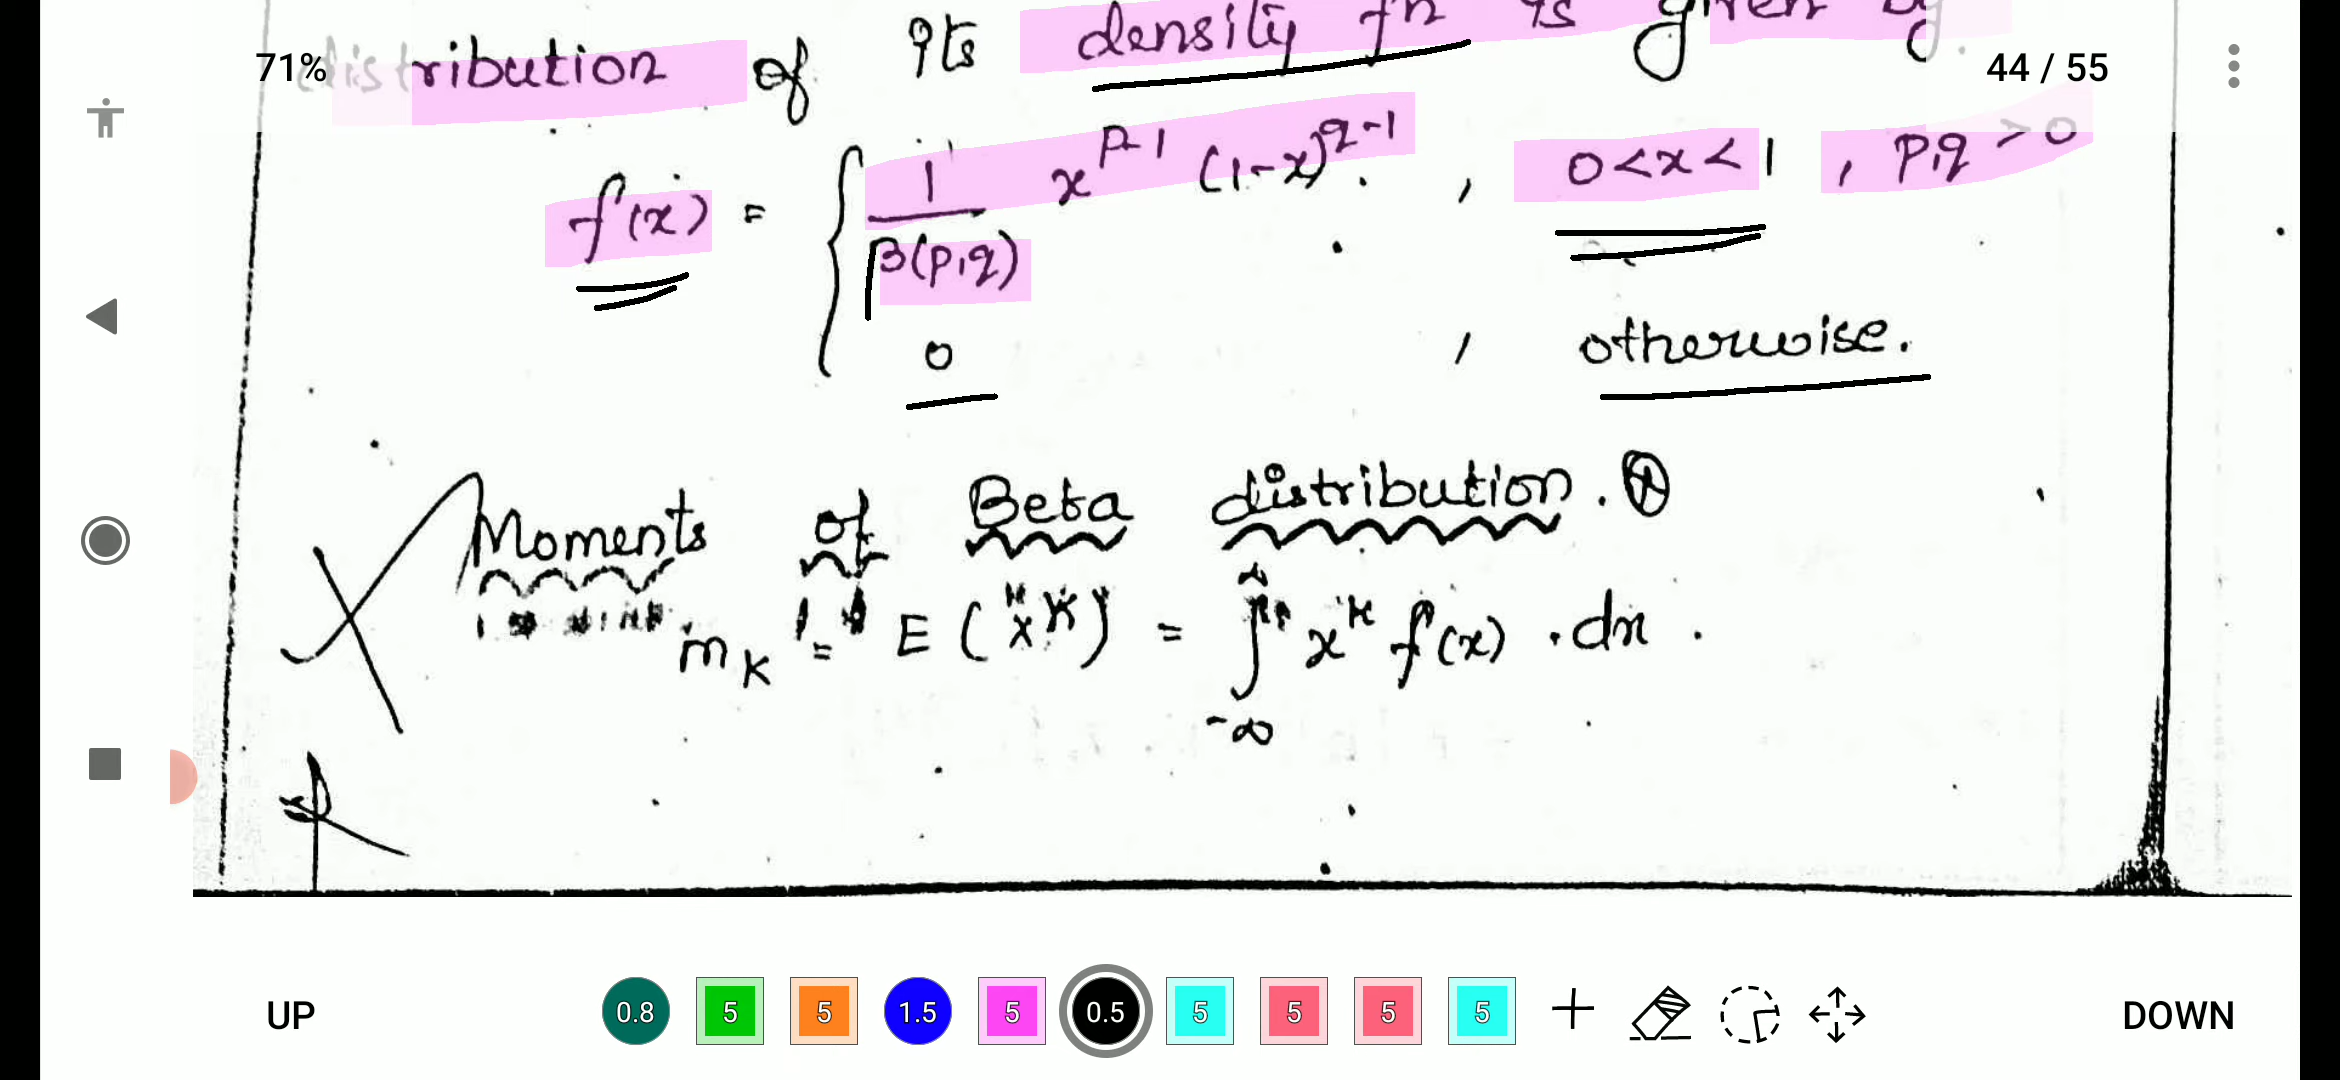 71%
44 / 55
distribution of its density fn is given by.
f(x) = { 1/β(p,q) x^{p-1} (1-x)^{q-1} , 0<x<1 , p,q >0
0 , otherwise.
Moments of Beta distribution.
m_K = E(x^K) = ∫_{-∞}^{∞} x^K f(x) . dx .
UP
0.8 5 5 1.5 5 0.5 5 5 5 5
DOWN